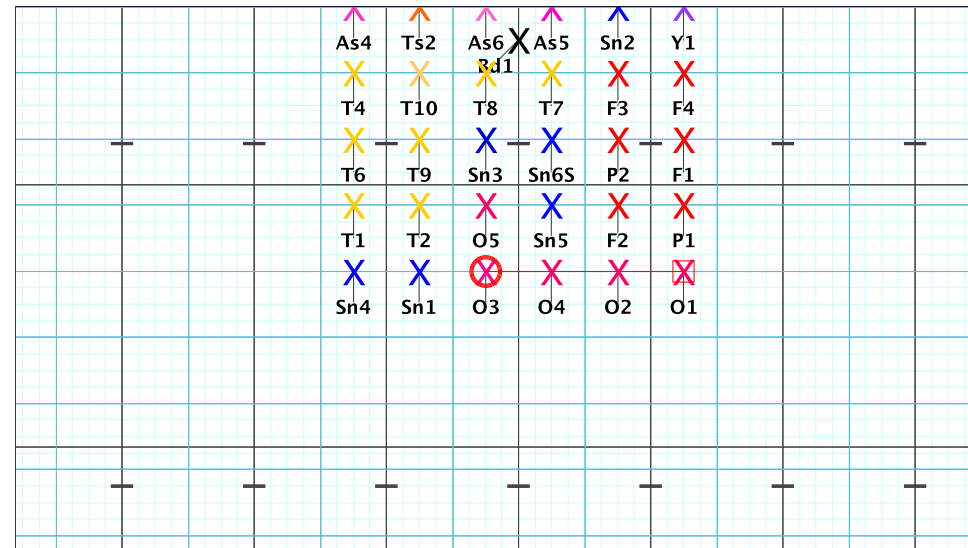 As4 Ts2 As6 As5 Sn2 Y1
Bd1
T4 T10 T8 T7 F3 F4
T6 T9 Sn3 Sn6S P2 F1
T1 T2 O5 Sn5 F2 P1
Sn4 Sn1 O3 O4 O2 O1